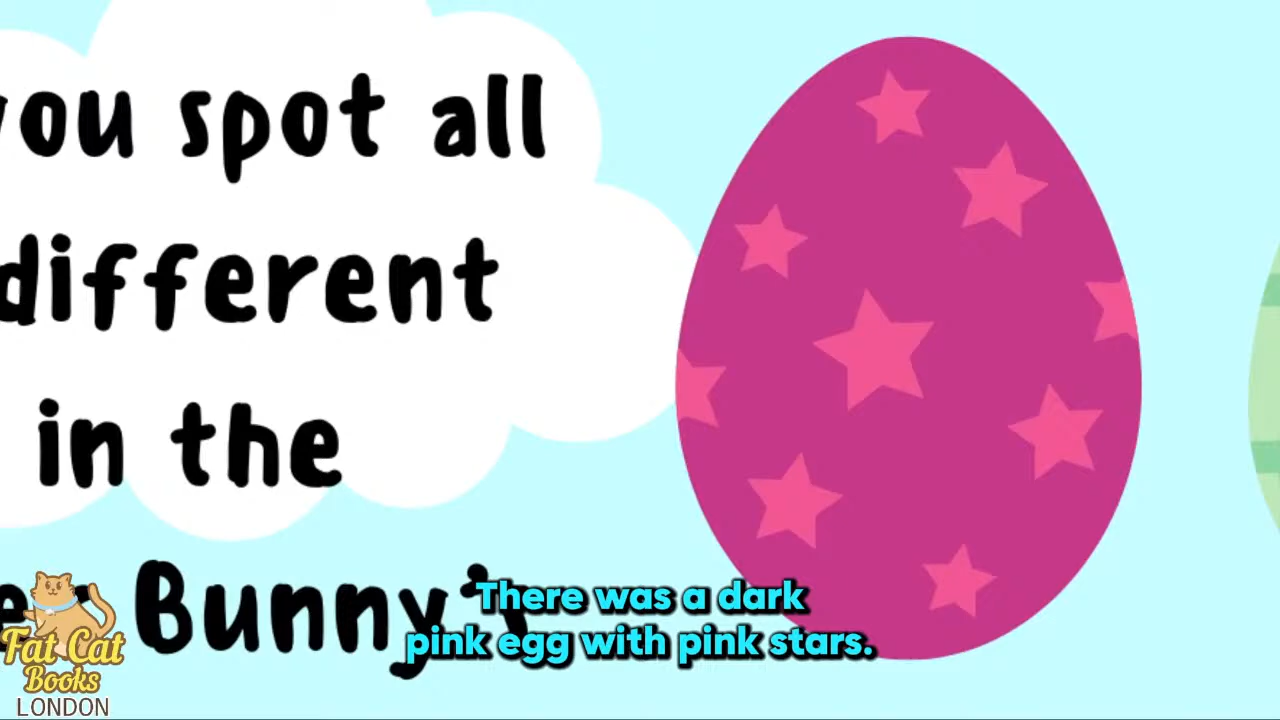 you spot all
different
in the
Bunny's
There was a dark
pink egg with pink stars.
Fat Cat
Books
LONDON